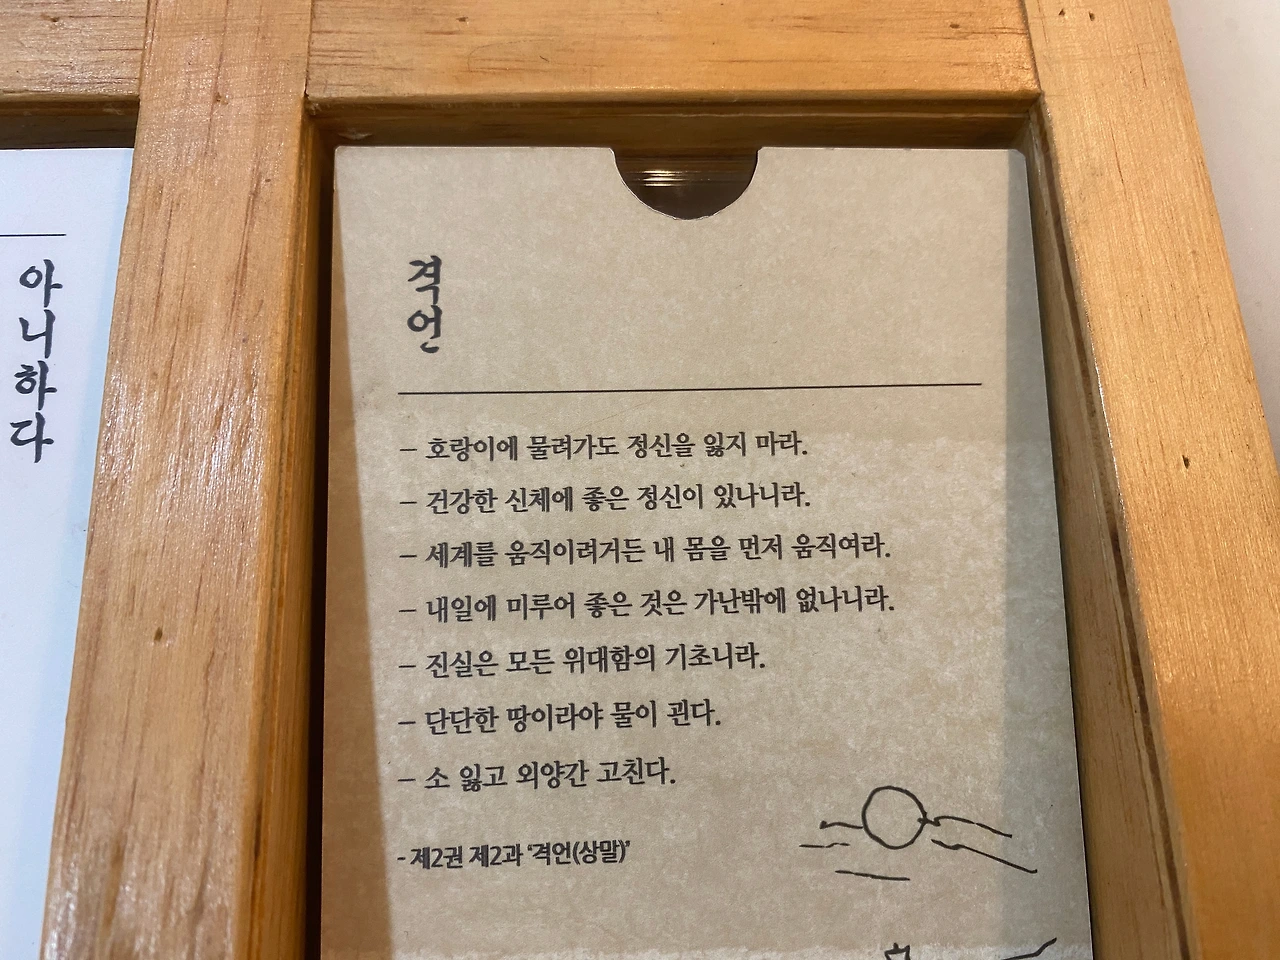 아니하다
격언
– 호랑이에 물려가도 정신을 잃지 마라.
– 건강한 신체에 좋은 정신이 있나니라.
– 세계를 움직이려거든 내 몸을 먼저 움직여라.
– 내일에 미루어 좋은 것은 가난밖에 없나니라.
– 진실은 모든 위대함의 기초니라.
– 단단한 땅이라야 물이 괸다.
– 소 잃고 외양간 고친다.
- 제2권 제2과 ‘격언(상말)’